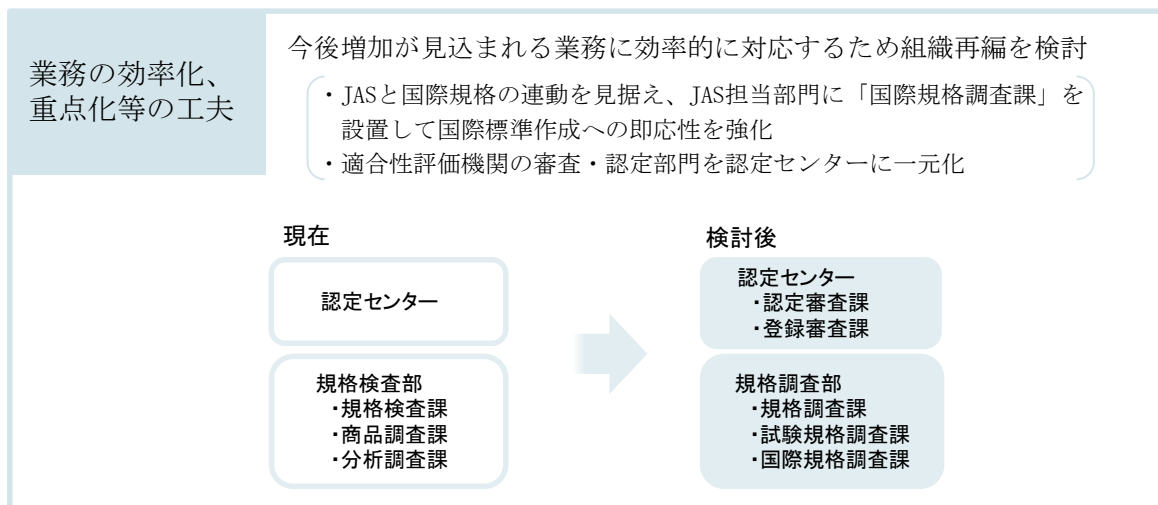 業務の効率化、
重点化等の工夫
今後増加が見込まれる業務に効率的に対応するため組織再編を検討
・JASと国際規格の連動を見据え、JAS担当部門に「国際規格調査課」を
設置して国際標準作成への即応性を強化
・適合性評価機関の審査・認定部門を認定センターに一元化
現在
認定センター
規格検査部
・規格検査課
・商品調査課
・分析調査課
検討後
認定センター
・認定審査課
・登録審査課
規格調査部
・規格調査課
・試験規格調査課
・国際規格調査課